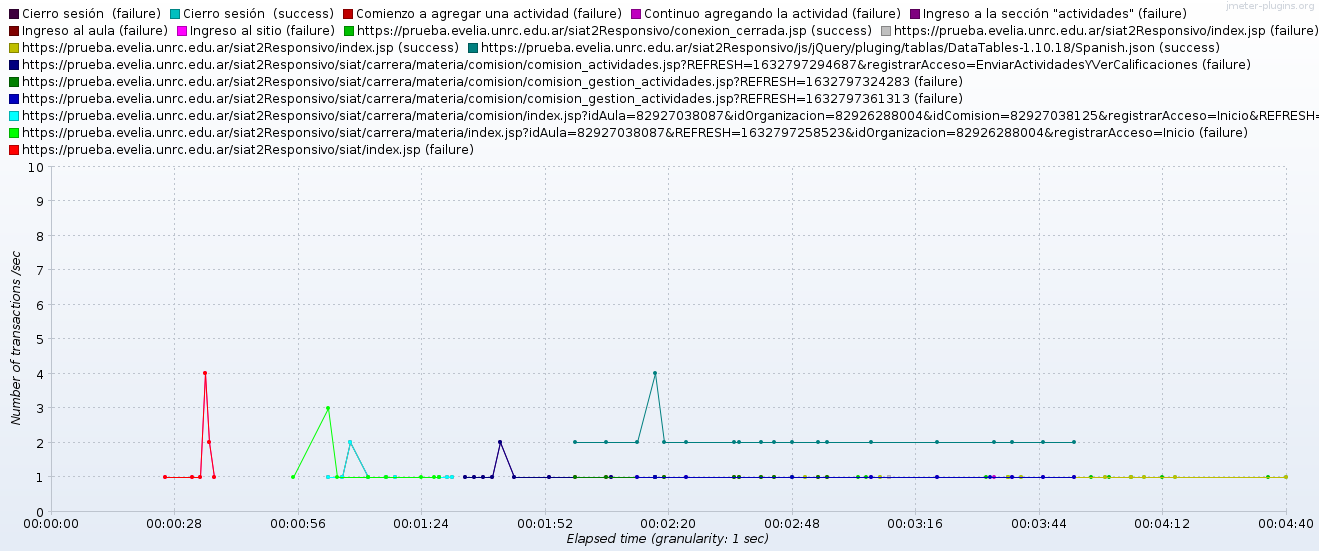 jmeter-plugins.org
Cierro sesión (failure) Cierro sesión (success) Comienzo a agregar una actividad (failure) Continuo agregando la actividad (failure) Ingreso a la sección "actividades" (failure)
Ingreso al aula (failure) Ingreso al sitio (failure) https://prueba.evelia.unrc.edu.ar/siat2Responsivo/conexion_cerrada.jsp (success) https://prueba.evelia.unrc.edu.ar/siat2Responsivo/index.jsp (failure)
https://prueba.evelia.unrc.edu.ar/siat2Responsivo/index.jsp (success) https://prueba.evelia.unrc.edu.ar/siat2Responsivo/js/jQuery/pluging/tablas/DataTables-1.10.18/Spanish.json (success)
https://prueba.evelia.unrc.edu.ar/siat2Responsivo/siat/carrera/materia/comision/comision_actividades.jsp?REFRESH=1632797294687&registrarAcceso=EnviarActividadesYVerCalificaciones (failure)
https://prueba.evelia.unrc.edu.ar/siat2Responsivo/siat/carrera/materia/comision/comision_gestion_actividades.jsp?REFRESH=1632797324283 (failure)
https://prueba.evelia.unrc.edu.ar/siat2Responsivo/siat/carrera/materia/comision/comision_gestion_actividades.jsp?REFRESH=1632797361313 (failure)
https://prueba.evelia.unrc.edu.ar/siat2Responsivo/siat/carrera/materia/comision/index.jsp?idAula=82927038087&idOrganizacion=82926288004&idComision=82927038125&registrarAcceso=Inicio&REFRESH=
https://prueba.evelia.unrc.edu.ar/siat2Responsivo/siat/carrera/materia/index.jsp?idAula=82927038087&REFRESH=1632797258523&idOrganizacion=82926288004&registrarAcceso=Inicio (failure)
https://prueba.evelia.unrc.edu.ar/siat2Responsivo/siat/index.jsp (failure)
10
9
8
7
6
5
4
3
2
1
0
Number of transactions /sec
00:00:00 00:00:28 00:00:56 00:01:24 00:01:52 00:02:20 00:02:48 00:03:16 00:03:44 00:04:12 00:04:40
Elapsed time (granularity: 1 sec)